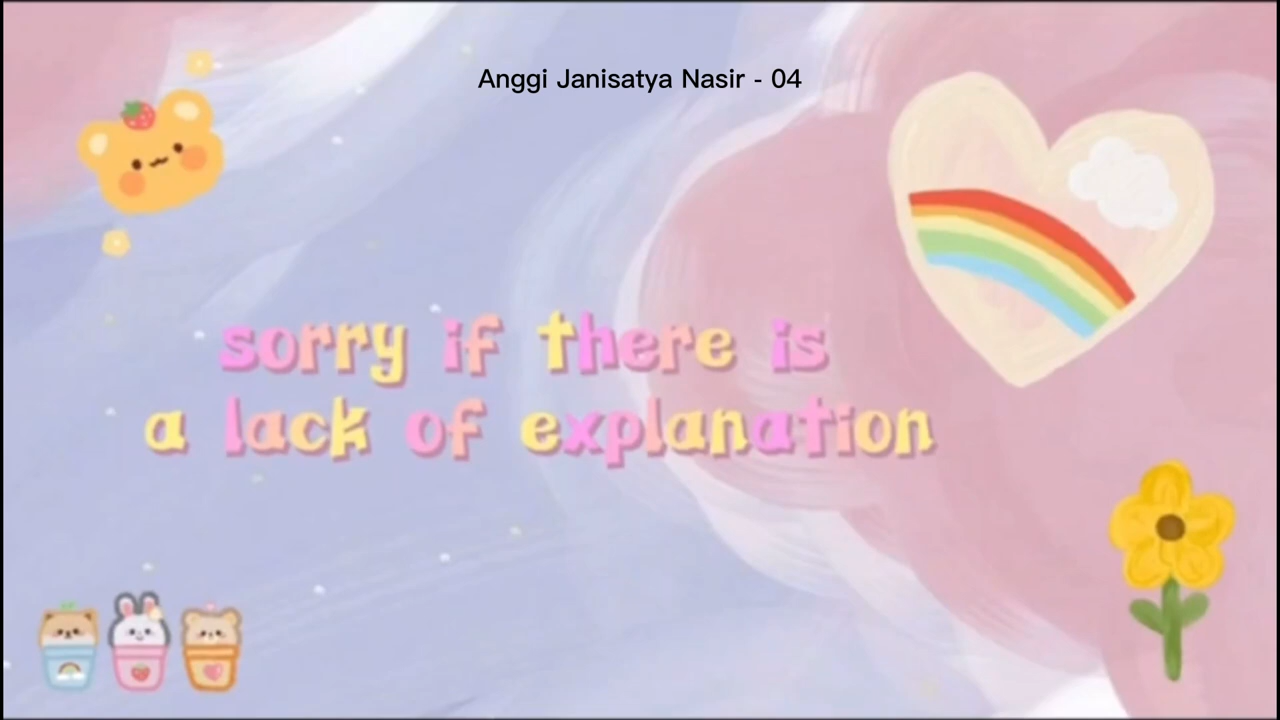 Anggi Janisatya Nasir - 04
sorry if there is
a lack of explanation